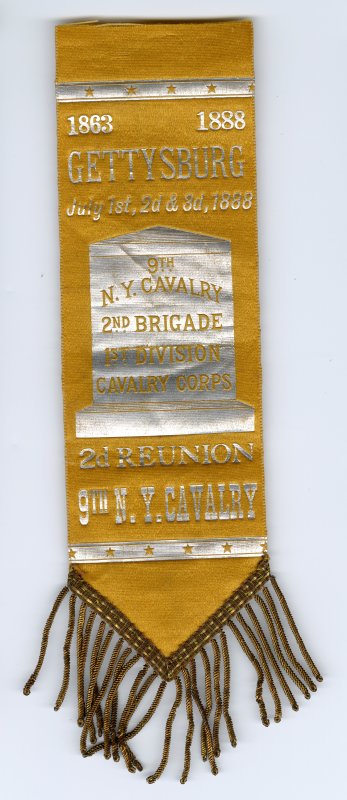 1863 1888
GETTYSBURG
July 1st, 2d & 3d, 1888
9TH
N.Y. CAVALRY
2ND BRIGADE
1ST DIVISION
CAVALRY CORPS
2d REUNION
9TH N.Y. CAVALRY